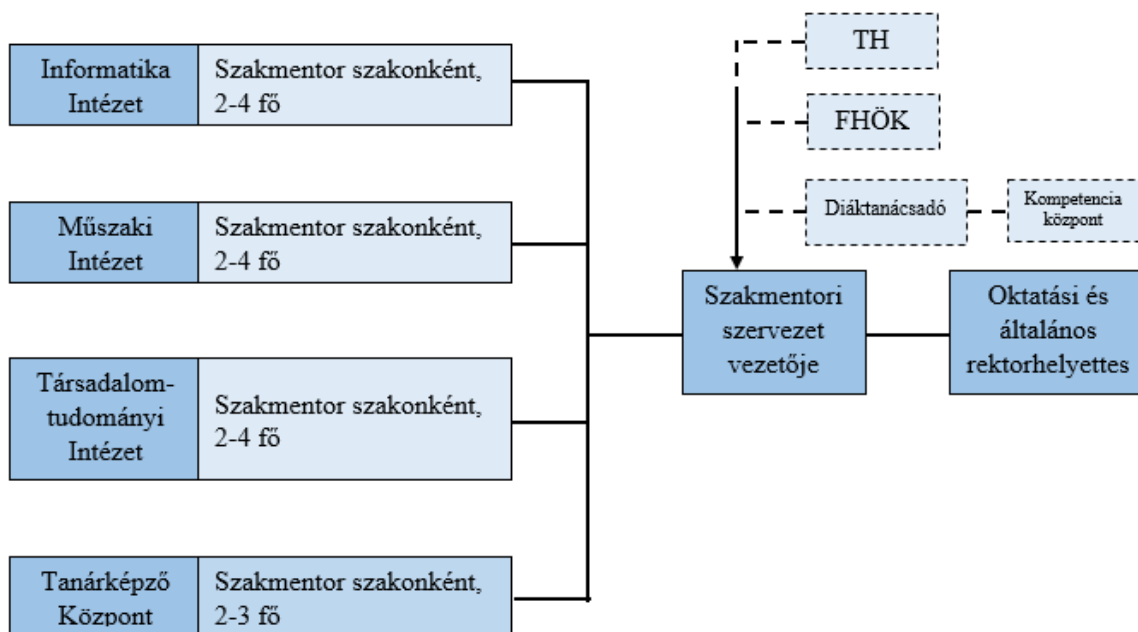 Informatika
Intézet
Szakmentor szakonként,
2-4 fő
Műszaki
Intézet
Szakmentor szakonként,
2-4 fő
Társadalom-
tudományi
Intézet
Szakmentor szakonként,
2-4 fő
Tanárképző
Központ
Szakmentor szakonként,
2-3 fő
TH
FHÖK
Diáktanácsadó
Kompetencia
központ
Szakmentori
szervezet
vezetője
Oktatási és
általános
rektorhelyettes